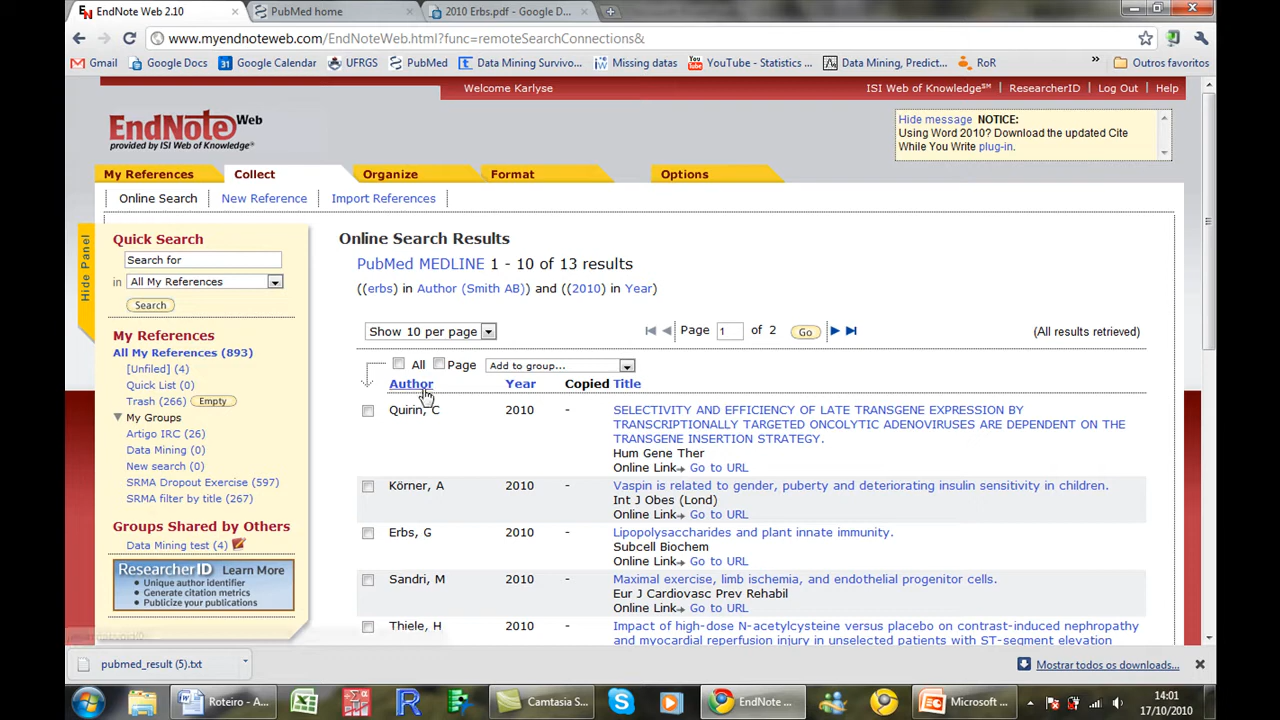 EndNote Web 2.10
PubMed home
2010 Erbs.pdf - Google D...
www.myendnoteweb.com/EndNoteWeb.html?func=remoteSearchConnections&
Gmail Google Docs Google Calendar UFRGS PubMed Data Mining Survivo... Missing datas YouTube - Statistics ... Data Mining, Predict... RoR » Outros favoritos
Welcome Karlyse
ISI Web of Knowledge℠ | ResearcherID | Log Out | Help
EndNote Web
provided by ISI Web of Knowledge
Hide message NOTICE:
Using Word 2010? Download the updated Cite
While You Write plug-in.
My References Collect Organize Format Options
Online Search New Reference Import References
Hide Panel
Quick Search
Search for
in All My References
Search
My References
All My References (893)
[Unfiled] (4)
Quick List (0)
Trash (266) Empty
My Groups
Artigo IRC (26)
Data Mining (0)
New search (0)
SRMA Dropout Exercise (597)
SRMA filter by title (267)
Groups Shared by Others
Data Mining test (4)
ResearcherID Learn More
Unique author identifier
Generate citation metrics
Publicize your publications
Online Search Results
PubMed MEDLINE 1 - 10 of 13 results
((erbs) in Author (Smith AB)) and ((2010) in Year)
Show 10 per page
Page 1 of 2 Go
(All results retrieved)
All Page Add to group...
Author Year Copied Title
Quirin, C 2010 - SELECTIVITY AND EFFICIENCY OF LATE TRANSGENE EXPRESSION BY
TRANSCRIPTIONALLY TARGETED ONCOLYTIC ADENOVIRUSES ARE DEPENDENT ON THE
TRANSGENE INSERTION STRATEGY.
Hum Gene Ther
Online Link Go to URL
Körner, A 2010 - Vaspin is related to gender, puberty and deteriorating insulin sensitivity in children.
Int J Obes (Lond)
Online Link Go to URL
Erbs, G 2010 - Lipopolysaccharides and plant innate immunity.
Subcell Biochem
Online Link Go to URL
Sandri, M 2010 - Maximal exercise, limb ischemia, and endothelial progenitor cells.
Eur J Cardiovasc Prev Rehabil
Online Link Go to URL
Thiele, H 2010 - Impact of high-dose N-acetylcysteine versus placebo on contrast-induced nephropathy
and myocardial reperfusion injury in unselected patients with ST-segment elevation
pubmed_result (5).txt
Mostrar todos os downloads...
Roteiro - A... Camtasia S... EndNote ... Microsoft ...
14:01
17/10/2010